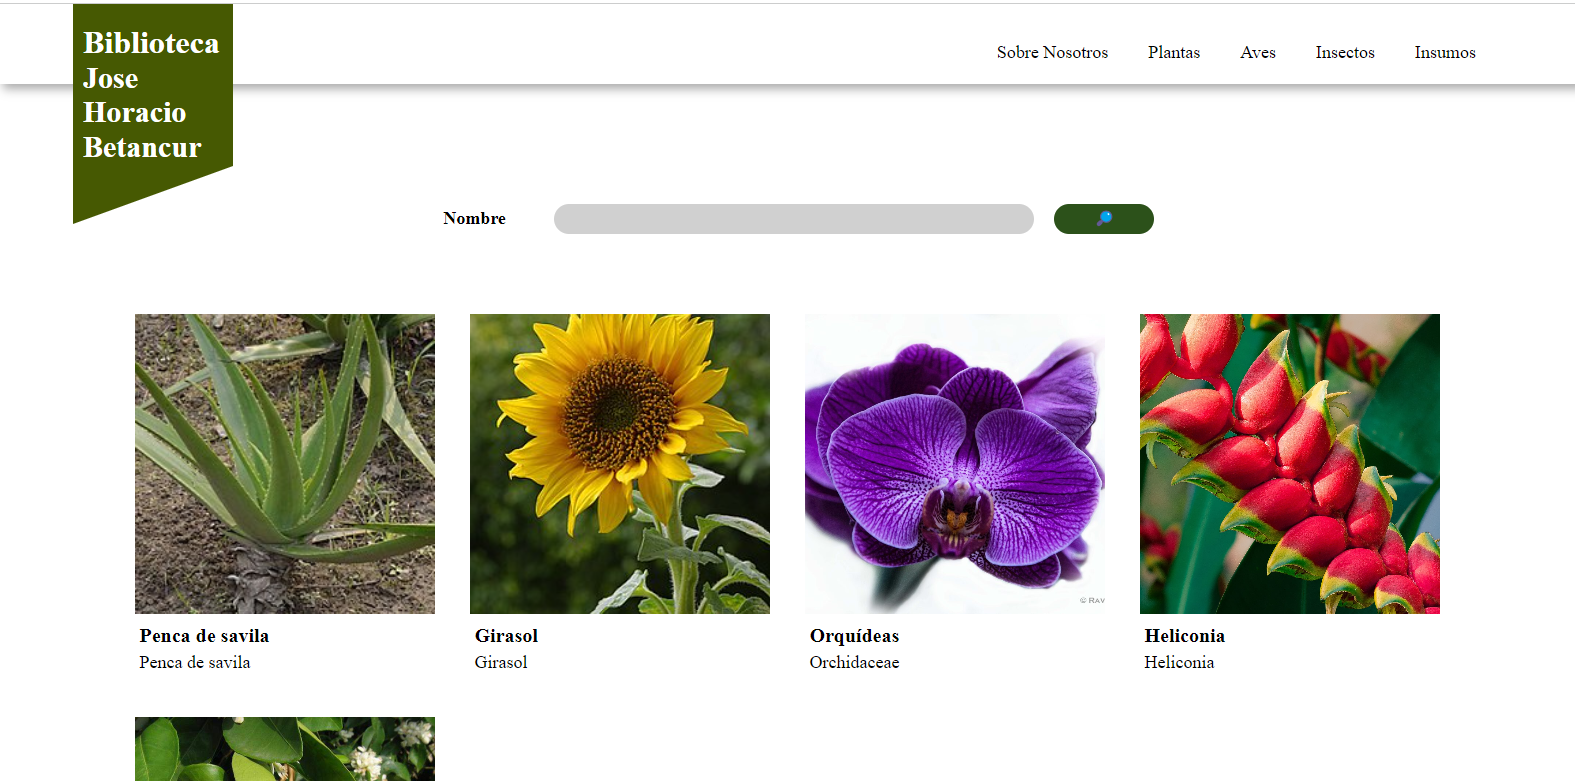 Biblioteca
Jose
Horacio
Betancur
Sobre Nosotros Plantas Aves Insectos Insumos
Nombre
© RAV
Penca de savila
Penca de savila
Girasol
Girasol
Orquídeas
Orchidaceae
Heliconia
Heliconia